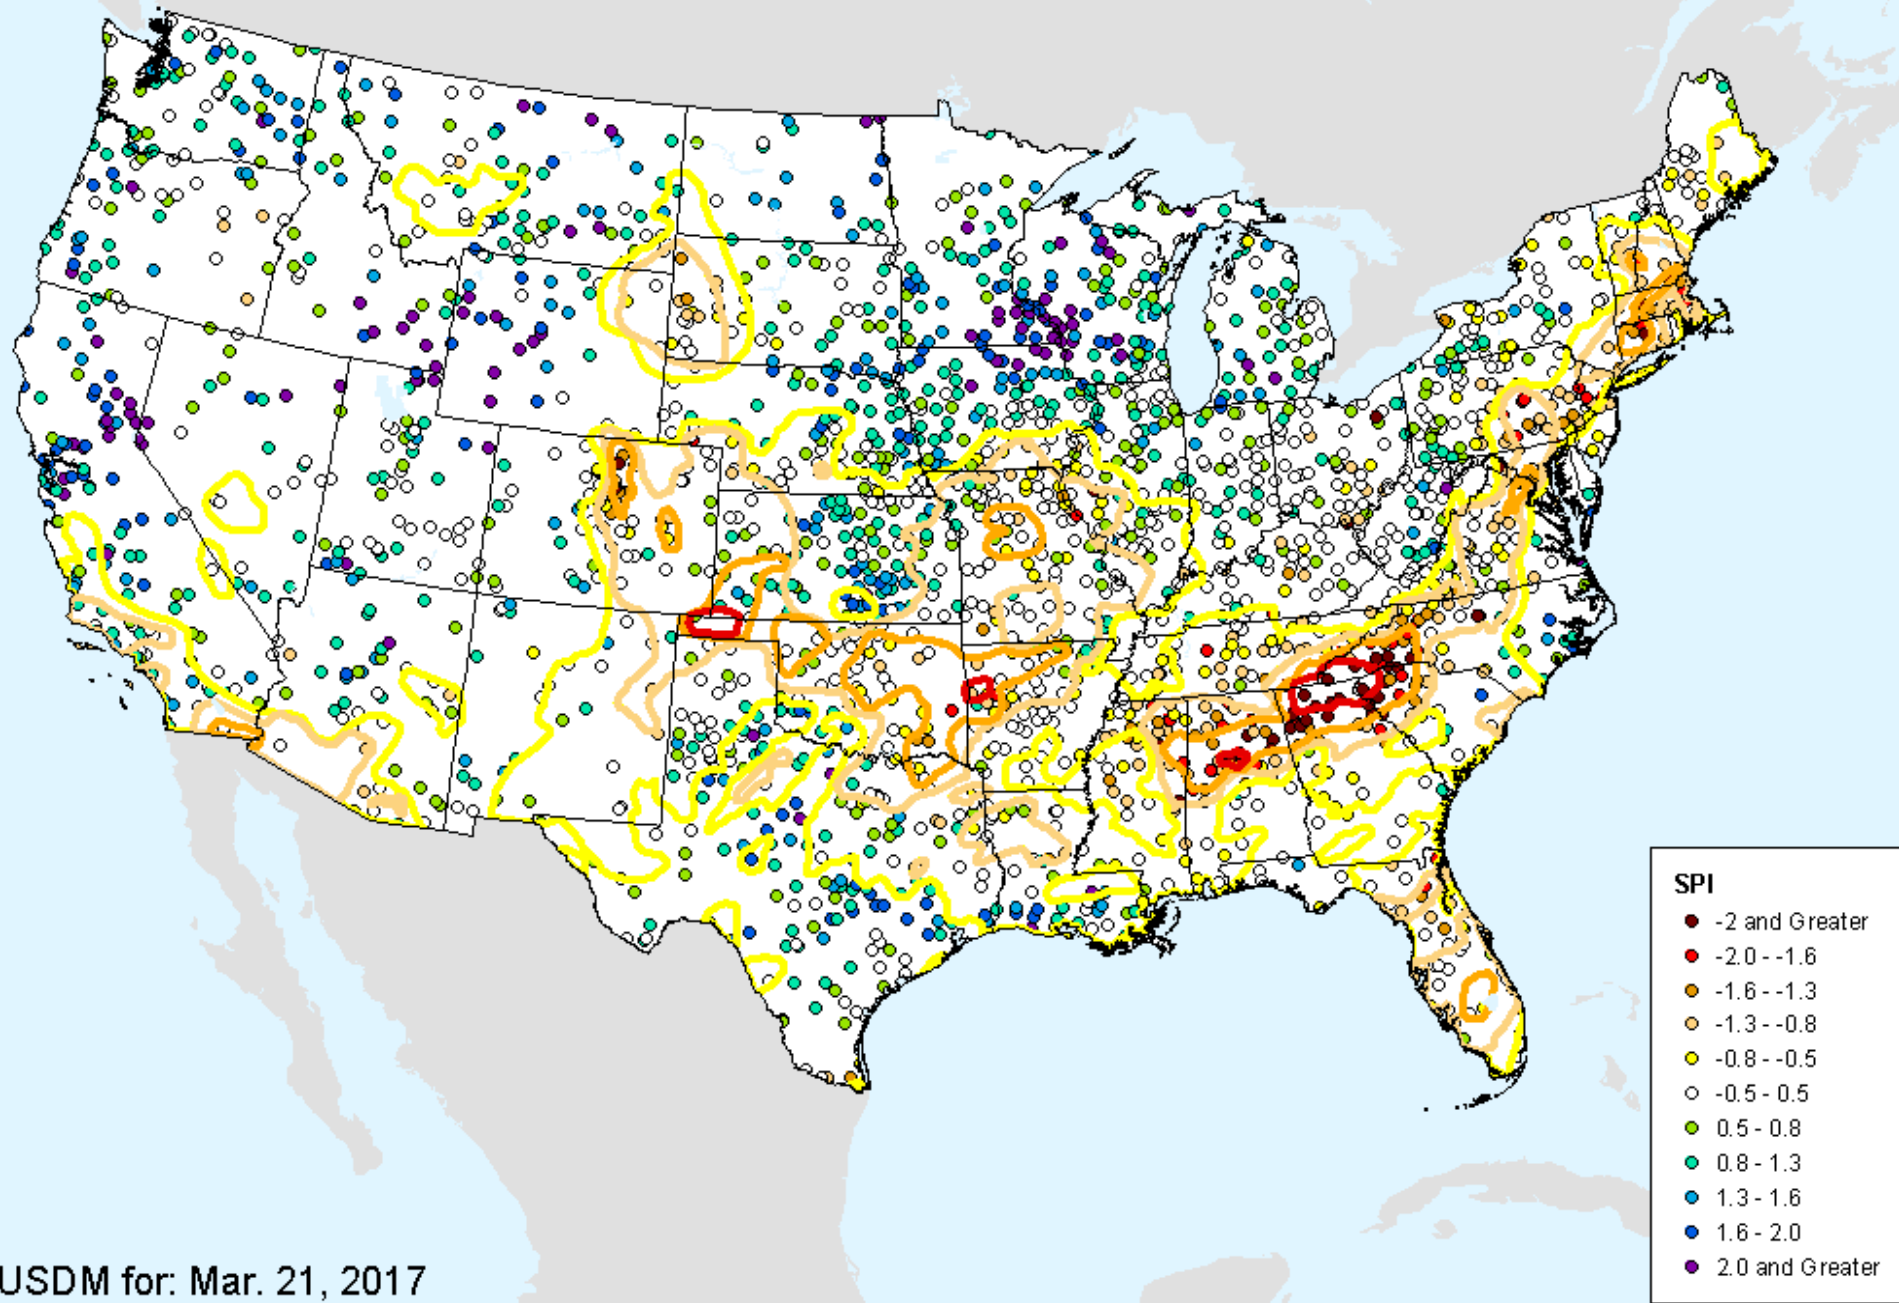 SPI
-2 and Greater
-2.0 - -1.6
-1.6 - -1.3
-1.3 - -0.8
-0.8 - -0.5
-0.5 - 0.5
0.5 - 0.8
0.8 - 1.3
1.3 - 1.6
1.6 - 2.0
2.0 and Greater
USDM for: Mar. 21, 2017